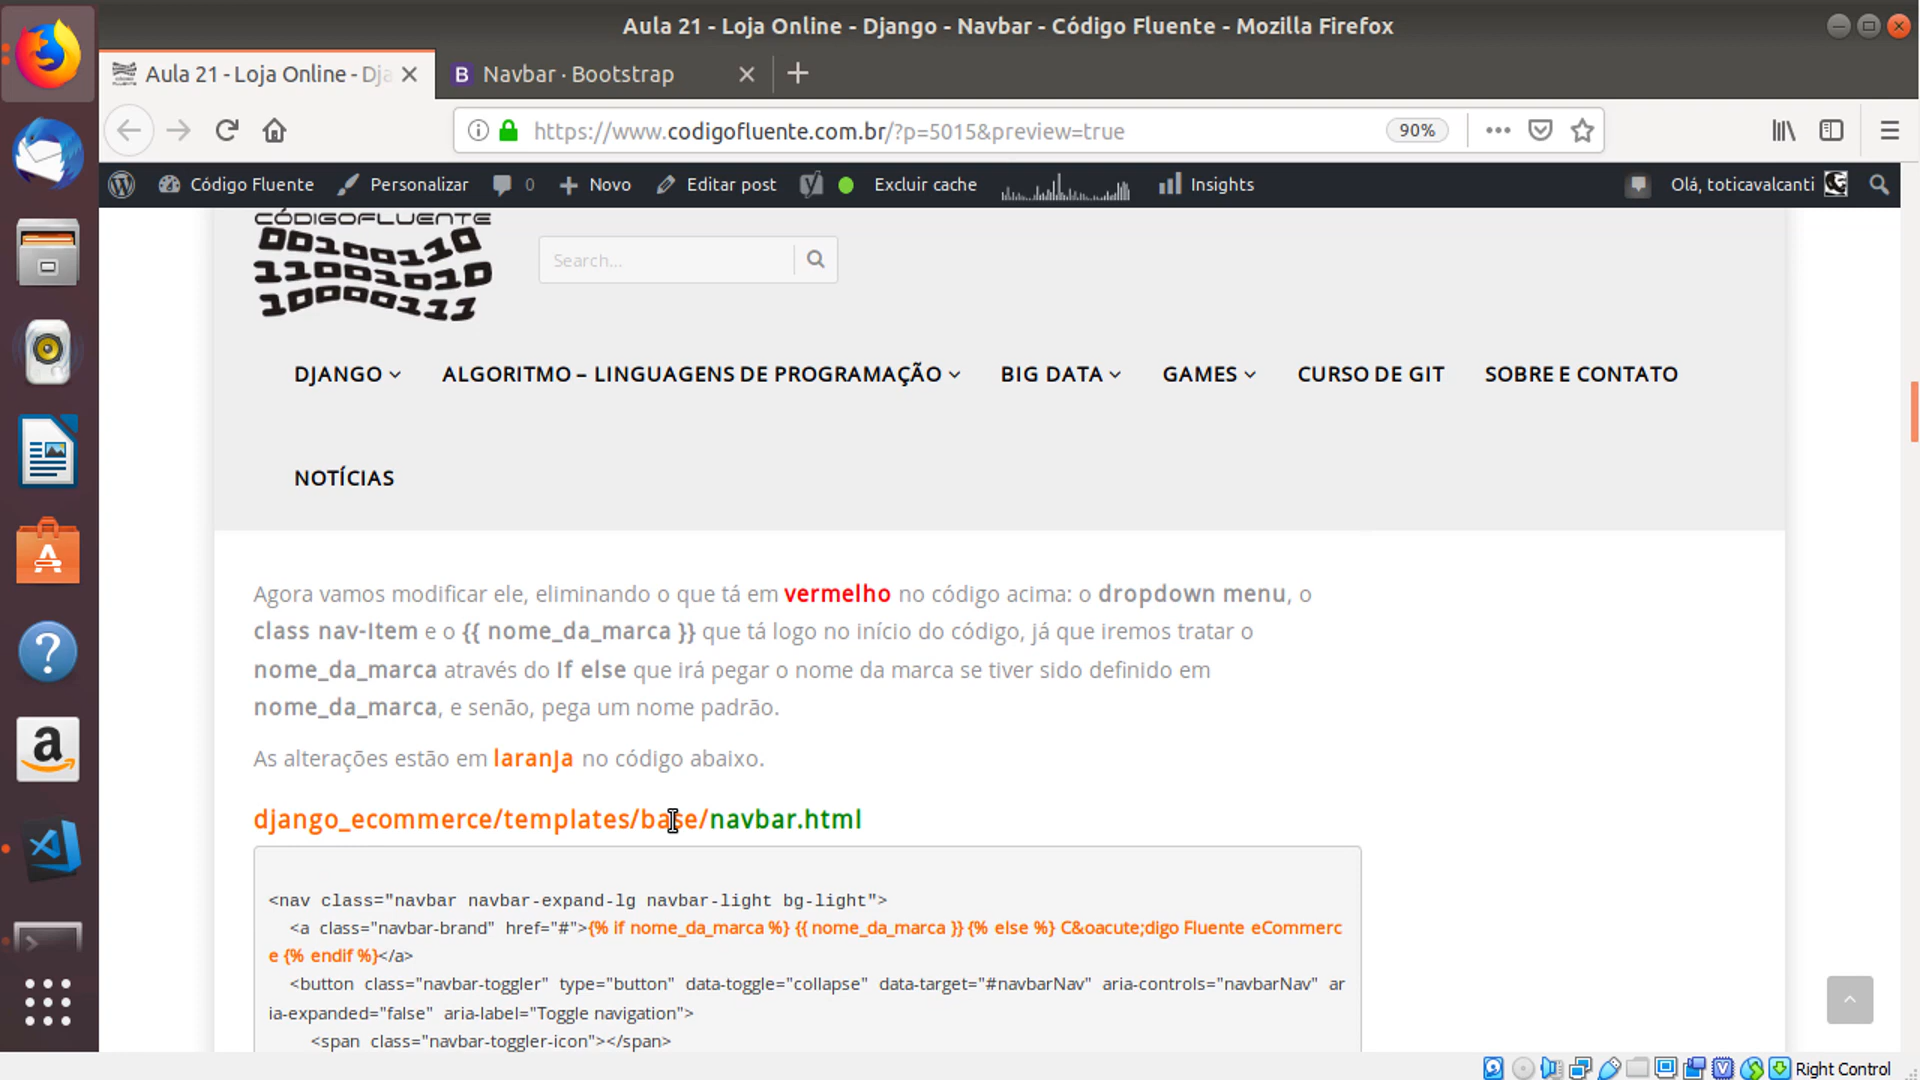 Aula 21 - Loja Online - Django - Navbar - Código Fluente - Mozilla Firefox
Aula 21 - Loja Online - Dja
B Navbar · Bootstrap
https://www.codigofluente.com.br/?p=5015&preview=true
90%
Código Fluente
Personalizar
0
Novo
Editar post
Excluir cache
Insights
Olá, toticavalcanti
CÓDIGOFLUENTE
00100110
11001010
10000111
Search...
DJANGO
ALGORITMO – LINGUAGENS DE PROGRAMAÇÃO
BIG DATA
GAMES
CURSO DE GIT
SOBRE E CONTATO
NOTÍCIAS
Agora vamos modificar ele, eliminando o que tá em vermelho no código acima: o dropdown menu, o
class nav-item e o {{ nome_da_marca }} que tá logo no início do código, já que iremos tratar o
nome_da_marca através do if else que irá pegar o nome da marca se tiver sido definido em
nome_da_marca, e senão, pega um nome padrão.
As alterações estão em laranja no código abaixo.
django_ecommerce/templates/base/navbar.html
<nav class="navbar navbar-expand-lg navbar-light bg-light">
<a class="navbar-brand" href="#">{% if nome_da_marca %} {{ nome_da_marca }} {% else %} C&oacute;digo Fluente eCommerc
e {% endif %}</a>
<button class="navbar-toggler" type="button" data-toggle="collapse" data-target="#navbarNav" aria-controls="navbarNav" ar
ia-expanded="false" aria-label="Toggle navigation">
<span class="navbar-toggler-icon"></span>
Right Control